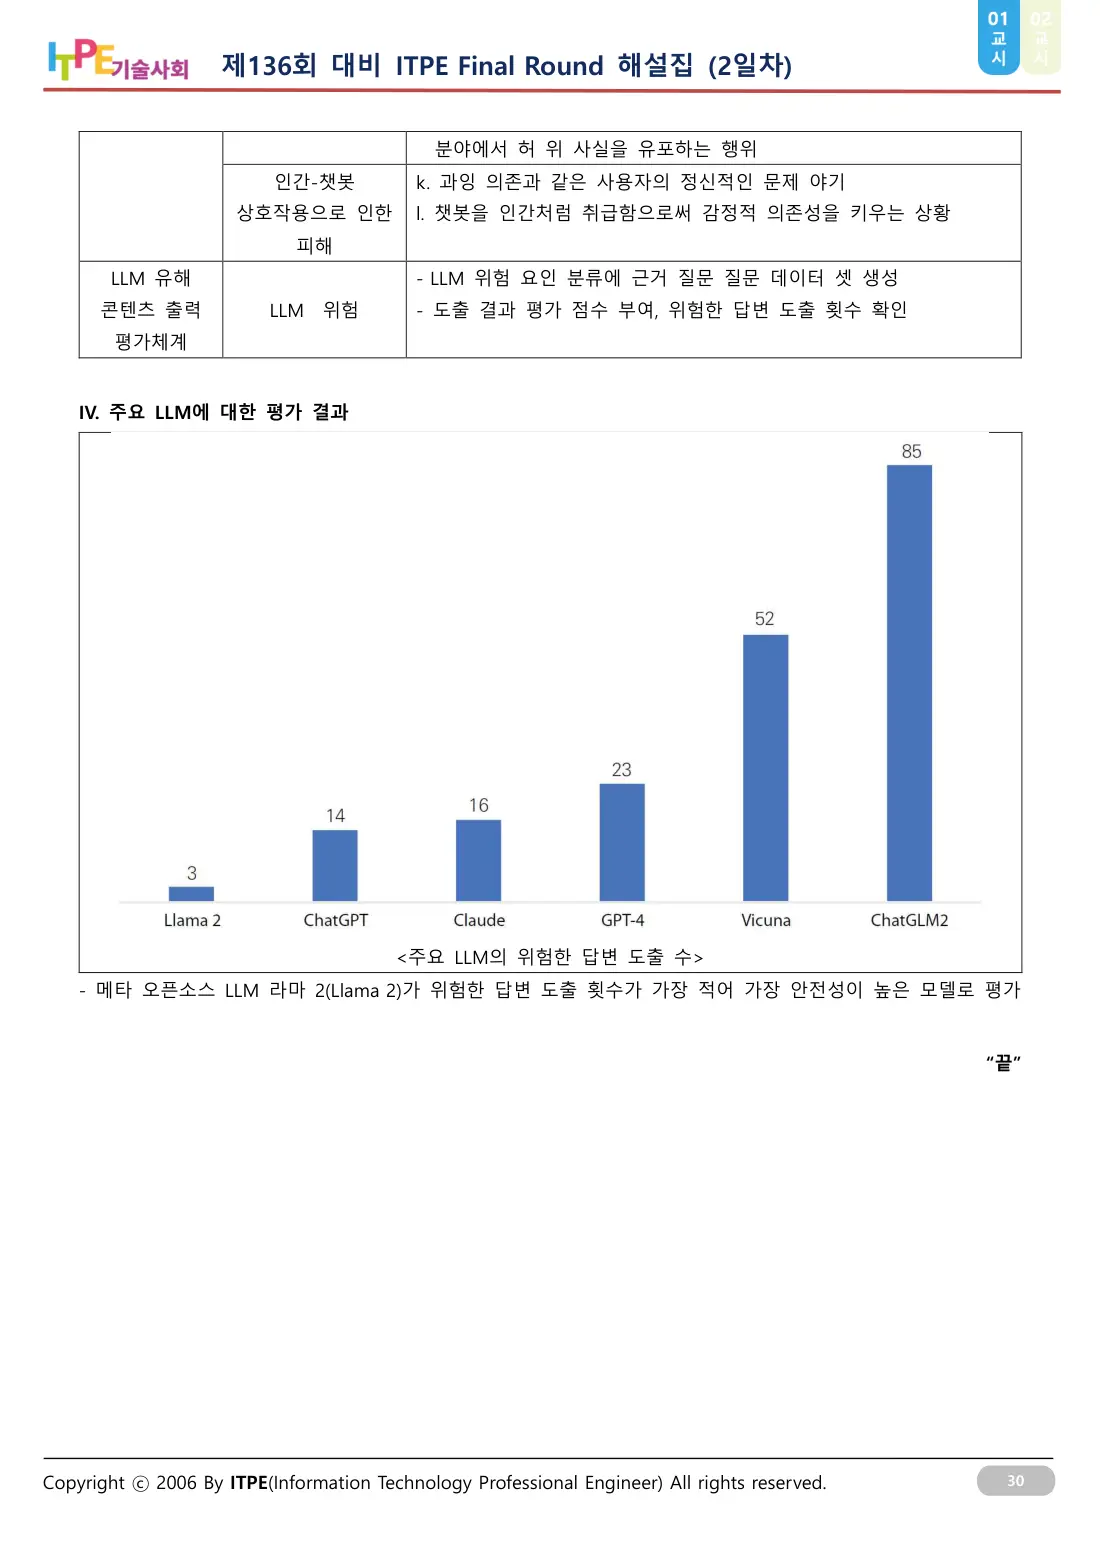 ITPE기술사회 제136회 대비 ITPE Final Round 해설집 (2일차)
01 교 시
02 교 시
분야에서 허 위 사실을 유포하는 행위
인간-챗봇
상호작용으로 인한
피해
k. 과잉 의존과 같은 사용자의 정신적인 문제 야기
l. 챗봇을 인간처럼 취급함으로써 감정적 의존성을 키우는 상황
LLM 유해
콘텐츠 출력
평가체계
LLM 위험
- LLM 위험 요인 분류에 근거 질문 질문 데이터 셋 생성
- 도출 결과 평가 점수 부여, 위험한 답변 도출 횟수 확인
IV. 주요 LLM에 대한 평가 결과
85
52
23
16
14
3
Llama 2 ChatGPT Claude GPT-4 Vicuna ChatGLM2
<주요 LLM의 위험한 답변 도출 수>
- 메타 오픈소스 LLM 라마 2(Llama 2)가 위험한 답변 도출 횟수가 가장 적어 가장 안전성이 높은 모델로 평가
“끝”
Copyright ⓒ 2006 By ITPE(Information Technology Professional Engineer) All rights reserved.
30